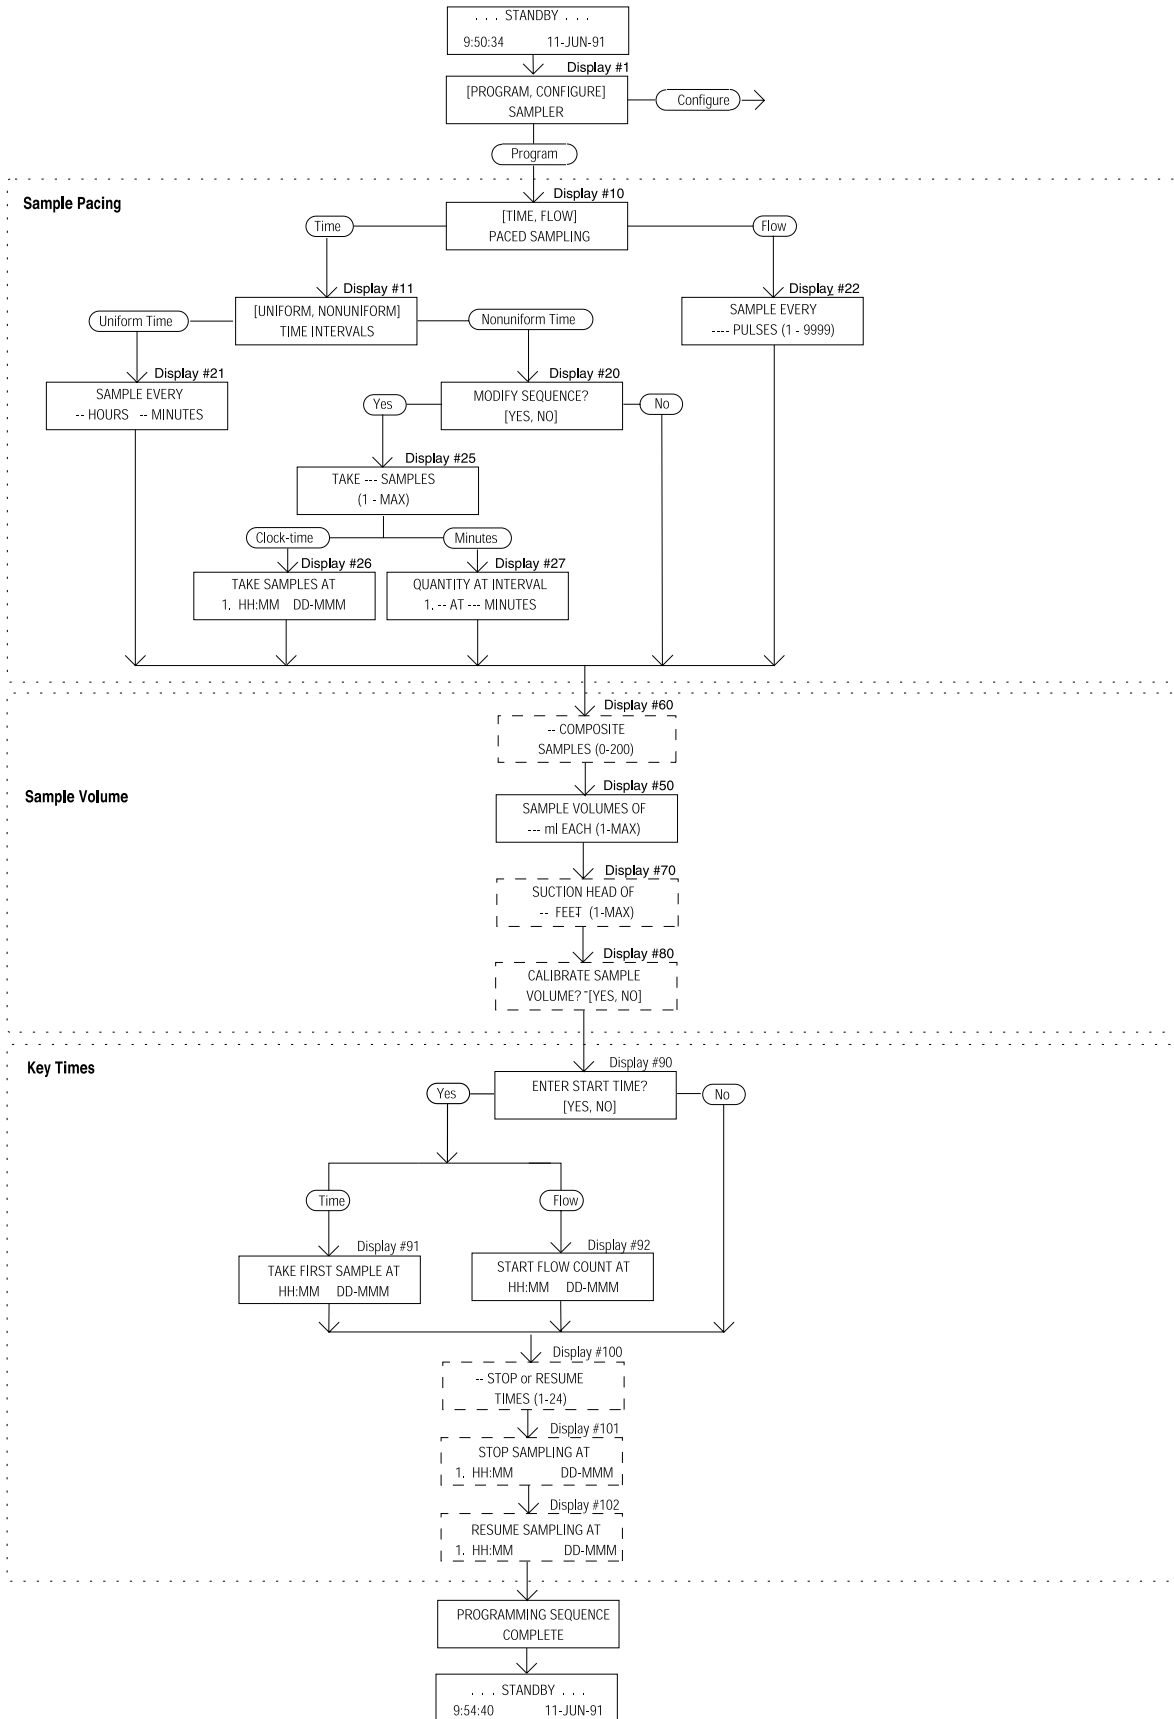 . . . STANDBY . . .
9:50:34 11-JUN-91
Display #1
[PROGRAM, CONFIGURE]
SAMPLER
Configure
Program
Sample Pacing
Display #10
[TIME, FLOW]
PACED SAMPLING
Time
Flow
Display #11
[UNIFORM, NONUNIFORM]
TIME INTERVALS
Display #22
SAMPLE EVERY
---- PULSES (1 - 9999)
Uniform Time
Nonuniform Time
Display #21
SAMPLE EVERY
-- HOURS -- MINUTES
Display #20
MODIFY SEQUENCE?
[YES, NO]
Yes
No
Display #25
TAKE --- SAMPLES
(1 - MAX)
Clock-time
Minutes
Display #26
TAKE SAMPLES AT
1. HH:MM DD-MMM
Display #27
QUANTITY AT INTERVAL
1. -- AT --- MINUTES
Display #60
-- COMPOSITE
SAMPLES (0-200)
Sample Volume
Display #50
SAMPLE VOLUMES OF
--- ml EACH (1-MAX)
Display #70
SUCTION HEAD OF
-- FEET (1-MAX)
Display #80
CALIBRATE SAMPLE
VOLUME? [YES, NO]
Key Times
Display #90
ENTER START TIME?
[YES, NO]
Yes
No
Time
Flow
Display #91
TAKE FIRST SAMPLE AT
HH:MM DD-MMM
Display #92
START FLOW COUNT AT
HH:MM DD-MMM
Display #100
-- STOP or RESUME
TIMES (1-24)
Display #101
STOP SAMPLING AT
1. HH:MM DD-MMM
Display #102
RESUME SAMPLING AT
1. HH:MM DD-MMM
PROGRAMMING SEQUENCE
COMPLETE
. . . STANDBY . . .
9:54:40 11-JUN-91